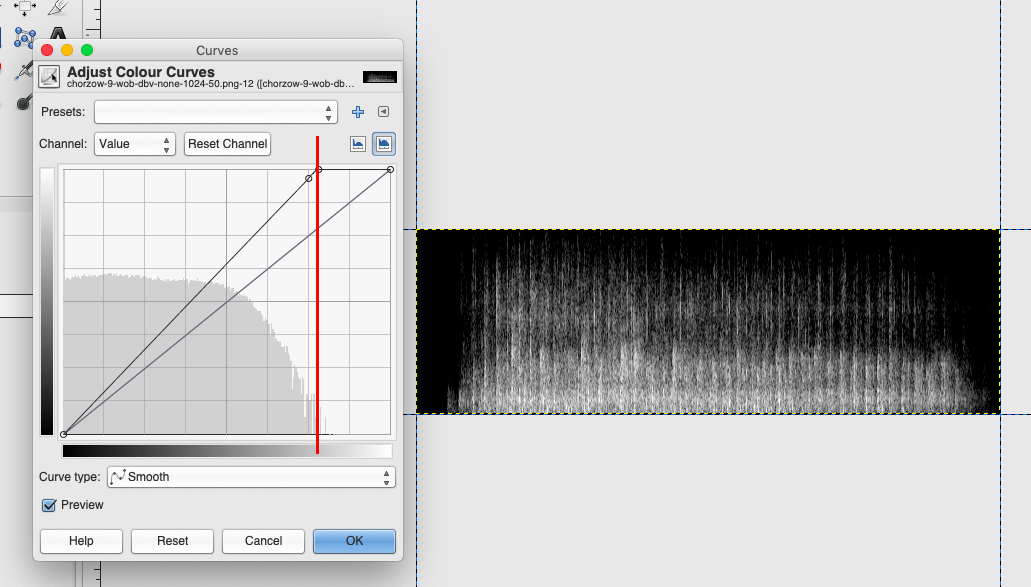 Curves
Adjust Colour Curves
chorzow-9-wob-dbv-none-1024-50.png-12 ([chorzow-9-wob-db…
Presets:
Channel: Value Reset Channel
Curve type: Smooth
Preview
Help Reset Cancel OK